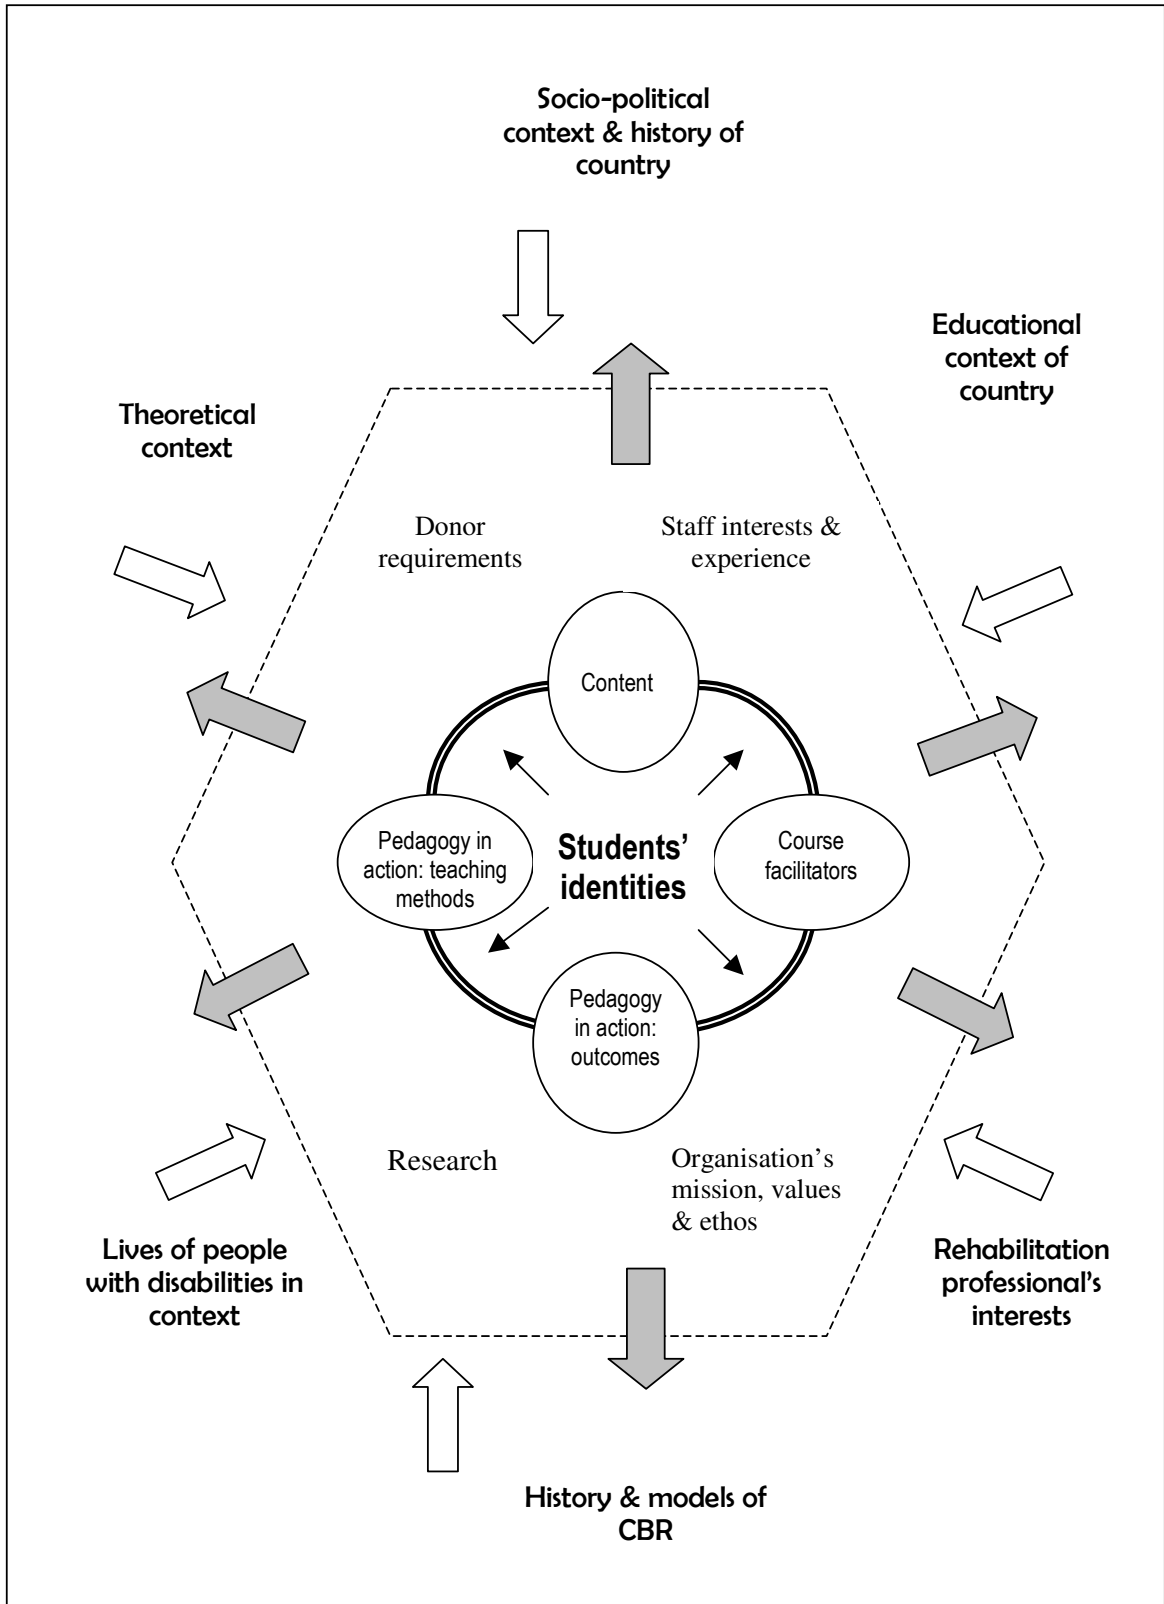 Socio-political
context & history of
country
Educational
context of
country
Theoretical
context
Donor
requirements
Staff interests &
experience
Content
Pedagogy in
action: teaching
methods
Students’
identities
Course
facilitators
Pedagogy
in action:
outcomes
Research
Organisation’s
mission, values
& ethos
Lives of people
with disabilities in
context
Rehabilitation
professional’s
interests
History & models of
CBR